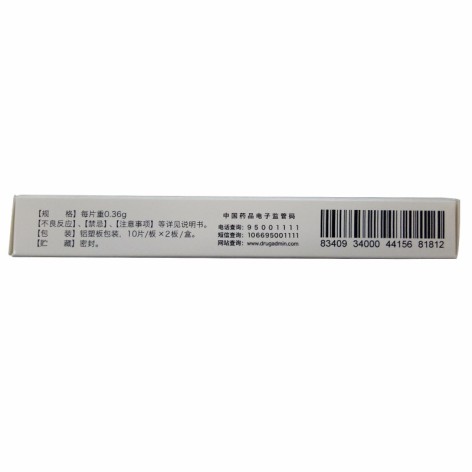 【规　　格】每片重0.36g
【不良反应】、【禁忌】、【注意事项】等详见说明书。
【包　　装】铝塑板包装，10片/板×2板/盒。
【贮　　藏】密封。
中国药品电子监管码
电话查询：95001111
短信查询：106695001111
网站查询：www.drugadmin.com
83409 34000 44156 81812